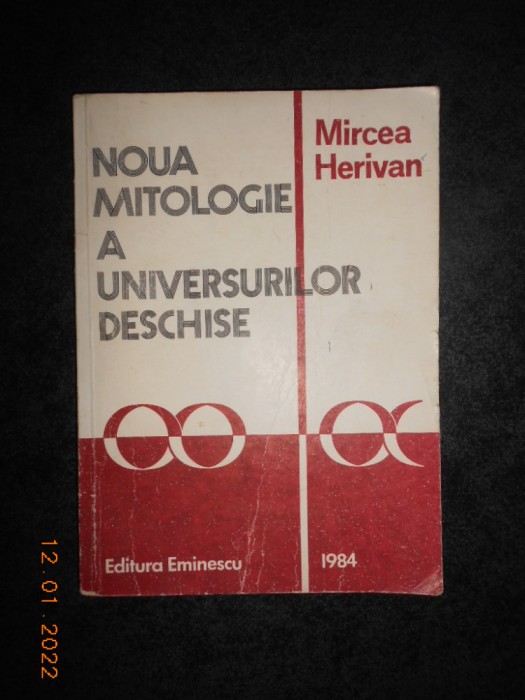 Mircea
Herivan
NOUA
MITOLOGIE
A
UNIVERSURILOR
DESCHISE
Editura Eminescu
1984
12.01.2022